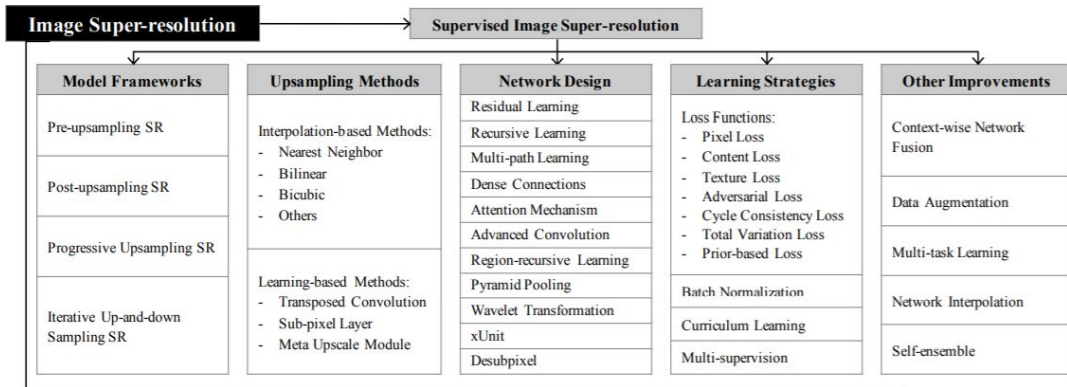 Image Super-resolution
Supervised Image Super-resolution
Model Frameworks
Pre-upsampling SR
Post-upsampling SR
Progressive Upsampling SR
Iterative Up-and-down
Sampling SR
Upsampling Methods
Interpolation-based Methods:
- Nearest Neighbor
- Bilinear
- Bicubic
- Others
Learning-based Methods:
- Transposed Convolution
- Sub-pixel Layer
- Meta Upscale Module
Network Design
Residual Learning
Recursive Learning
Multi-path Learning
Dense Connections
Attention Mechanism
Advanced Convolution
Region-recursive Learning
Pyramid Pooling
Wavelet Transformation
xUnit
Desubpixel
Learning Strategies
Loss Functions:
- Pixel Loss
- Content Loss
- Texture Loss
- Adversarial Loss
- Cycle Consistency Loss
- Total Variation Loss
- Prior-based Loss
Batch Normalization
Curriculum Learning
Multi-supervision
Other Improvements
Context-wise Network
Fusion
Data Augmentation
Multi-task Learning
Network Interpolation
Self-ensemble